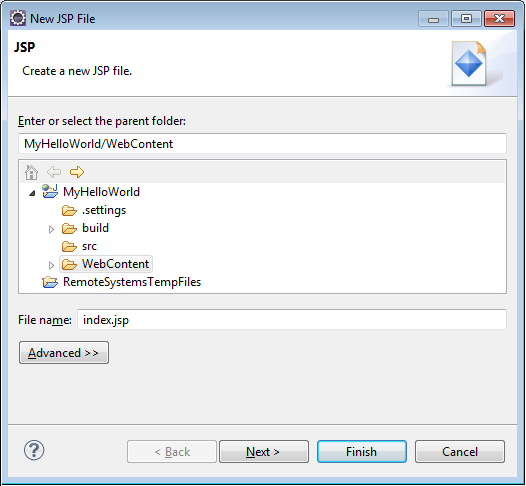 New JSP File
JSP
Create a new JSP file.
Enter or select the parent folder:
MyHelloWorld/WebContent
MyHelloWorld
.settings
build
src
WebContent
RemoteSystemsTempFiles
File name: index.jsp
Advanced >>
? < Back Next > Finish Cancel